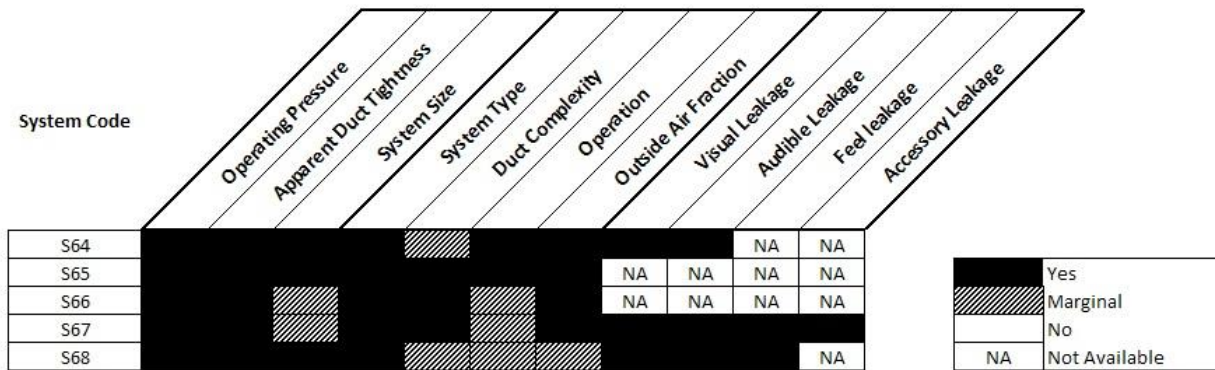 System Code
Operating Pressure
Apparent Duct Tightness
System Size
System Type
Duct Complexity
Operation
Outside Air Fraction
Visual Leakage
Audible Leakage
Feel leakage
Accessory Leakage
S64 NA NA
S65 NA NA NA NA
S66 NA NA NA NA
S67
S68 NA
Yes
Marginal
No
NA Not Available